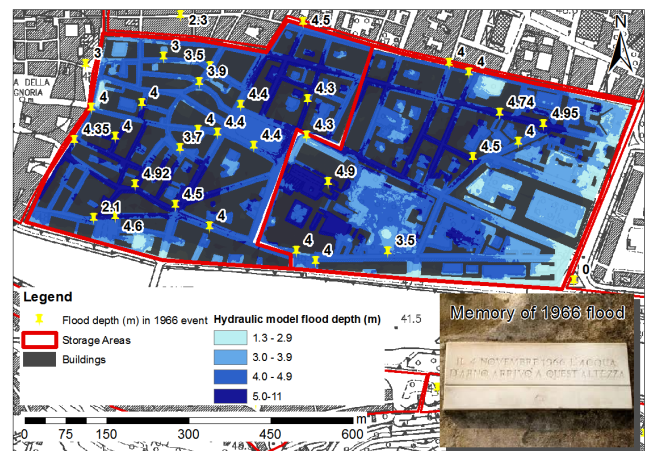 2.3
4.5
N
3
3
3.5
4
4
3.9
A DELLA
GNORIA
4.3
4.4
4.74
4.95
4
4
4
4.4
4.3
4
4.35
4
3.7
4.4
4.5
4.92
4.9
4.5
2.1
4
4.6
4
3.5
4
0
Legend
Flood depth (m) in 1966 event
Storage Areas
Buildings
Hydraulic model flood depth (m)
1.3 - 2.9
3.0 - 3.9
4.0 - 4.9
5.0-11
41.5
Memory of 1966 flood
IL 4 NOVEMBRE 1966 L'ACQUA
D'ARNO ARRIVO A QUEST'ALTEZZA
m
0 75 150 300 450 600